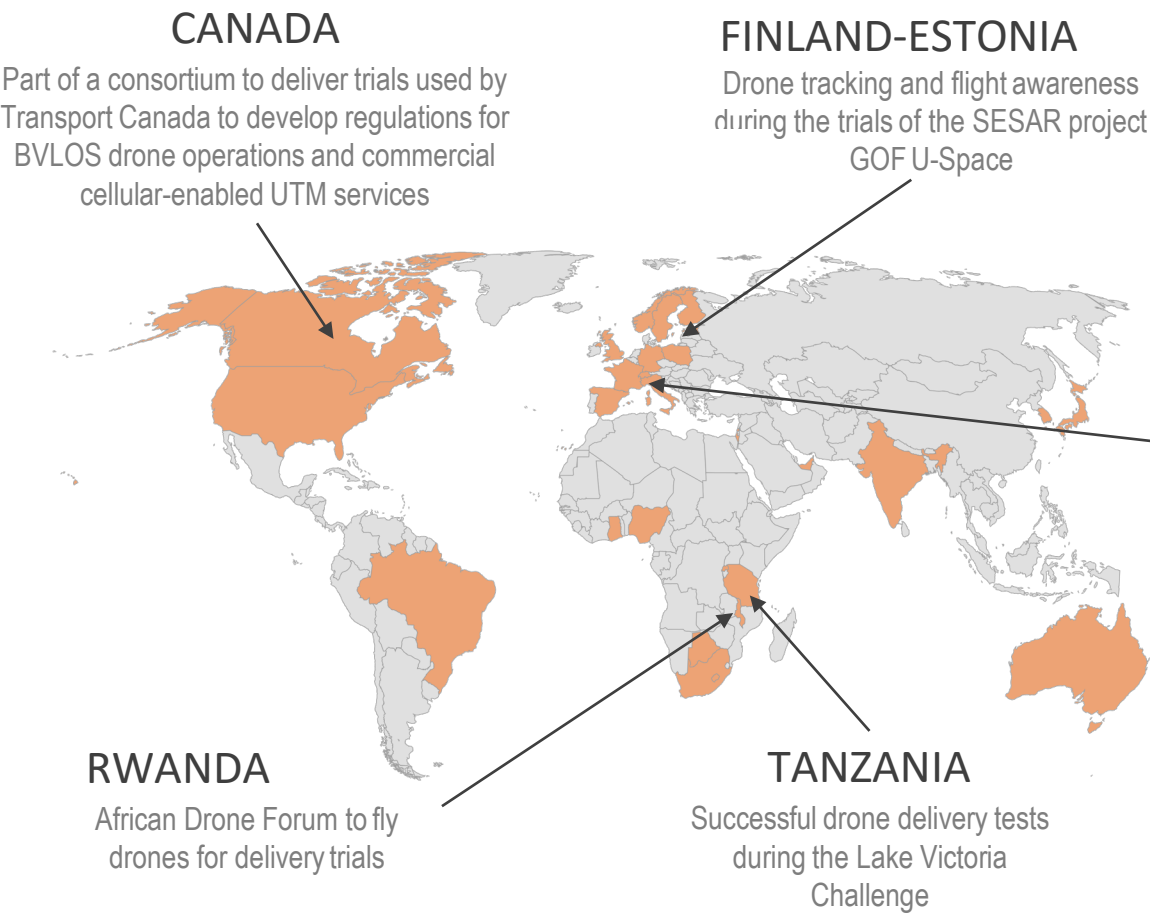 CANADA
Part of a consortium to deliver trials used by
Transport Canada to develop regulations for
BVLOS drone operations and commercial
cellular-enabled UTM services
FINLAND-ESTONIA
Drone tracking and flight awareness
during the trials of the SESAR project
GOF U-Space
RWANDA
African Drone Forum to fly
drones for delivery trials
TANZANIA
Successful drone delivery tests
during the Lake Victoria
Challenge